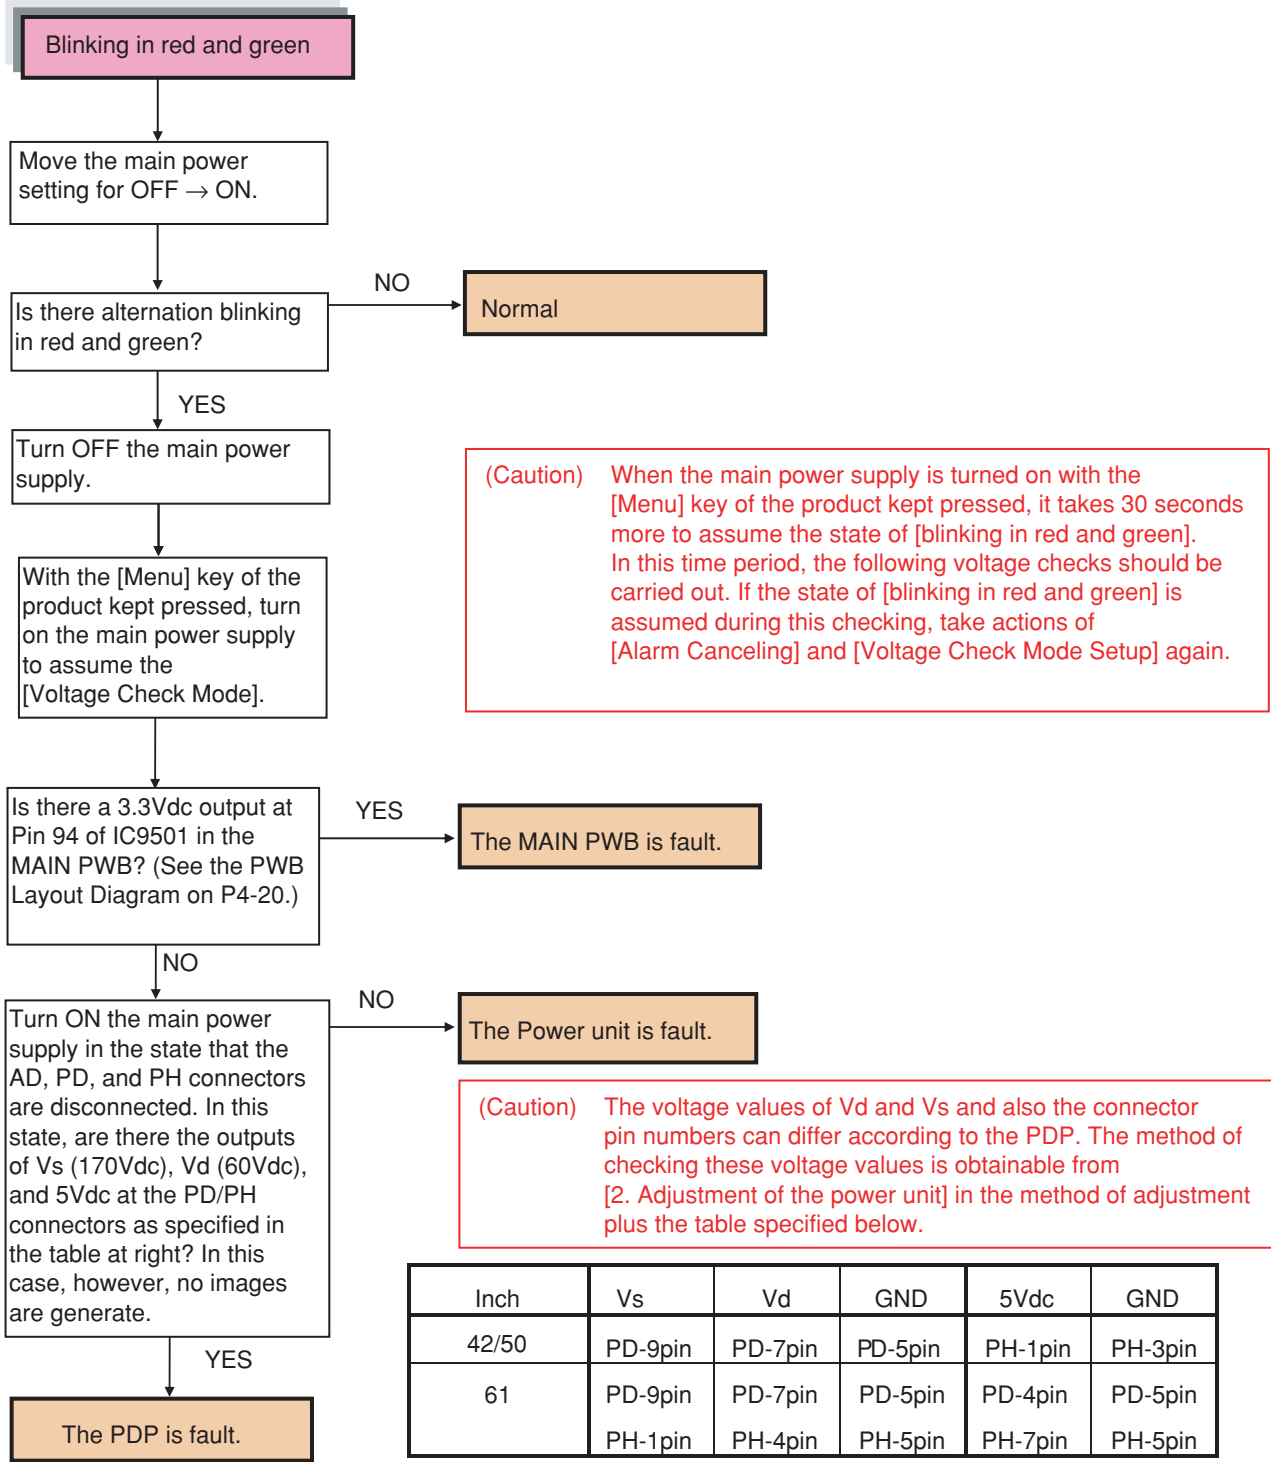 Blinking in red and green
Move the main power
setting for OFF → ON.
Is there alternation blinking
in red and green?
NO
Normal
YES
Turn OFF the main power
supply.
(Caution) When the main power supply is turned on with the
[Menu] key of the product kept pressed, it takes 30 seconds
more to assume the state of [blinking in red and green].
In this time period, the following voltage checks should be
carried out. If the state of [blinking in red and green] is
assumed during this checking, take actions of
[Alarm Canceling] and [Voltage Check Mode Setup] again.
With the [Menu] key of the
product kept pressed, turn
on the main power supply
to assume the
[Voltage Check Mode].
Is there a 3.3Vdc output at
Pin 94 of IC9501 in the
MAIN PWB? (See the PWB
Layout Diagram on P4-20.)
YES
The MAIN PWB is fault.
NO
Turn ON the main power
supply in the state that the
AD, PD, and PH connectors
are disconnected. In this
state, are there the outputs
of Vs (170Vdc), Vd (60Vdc),
and 5Vdc at the PD/PH
connectors as specified in
the table at right? In this
case, however, no images
are generate.
NO
The Power unit is fault.
(Caution) The voltage values of Vd and Vs and also the connector
pin numbers can differ according to the PDP. The method of
checking these voltage values is obtainable from
[2. Adjustment of the power unit] in the method of adjustment
plus the table specified below.
Inch Vs Vd GND 5Vdc GND
42/50 PD-9pin PD-7pin PD-5pin PH-1pin PH-3pin
61 PD-9pin PD-7pin PD-5pin PD-4pin PD-5pin
PH-1pin PH-4pin PH-5pin PH-7pin PH-5pin
YES
The PDP is fault.